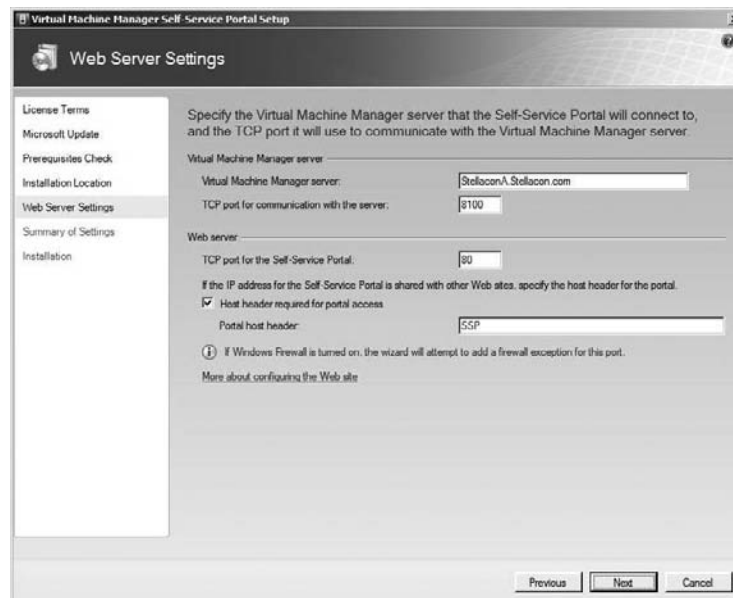 Virtual Machine Manager Self-Service Portal Setup
Web Server Settings
License Terms
Microsoft Update
Prerequisites Check
Installation Location
Web Server Settings
Summary of Settings
Installation
Specify the Virtual Machine Manager server that the Self-Service Portal will connect to,
and the TCP port it will use to communicate with the Virtual Machine Manager server.
Virtual Machine Manager server
Virtual Machine Manager server:
StellaconA.Stellacon.com
TCP port for communication with the server:
8100
Web server
TCP port for the Self-Service Portal:
80
If the IP address for the Self-Service Portal is shared with other Web sites, specify the host header for the portal.
Host header required for portal access
Portal host header:
SSP
If Windows Firewall is turned on, the wizard will attempt to add a firewall exception for this port.
More about configuring the Web site
Previous
Next
Cancel